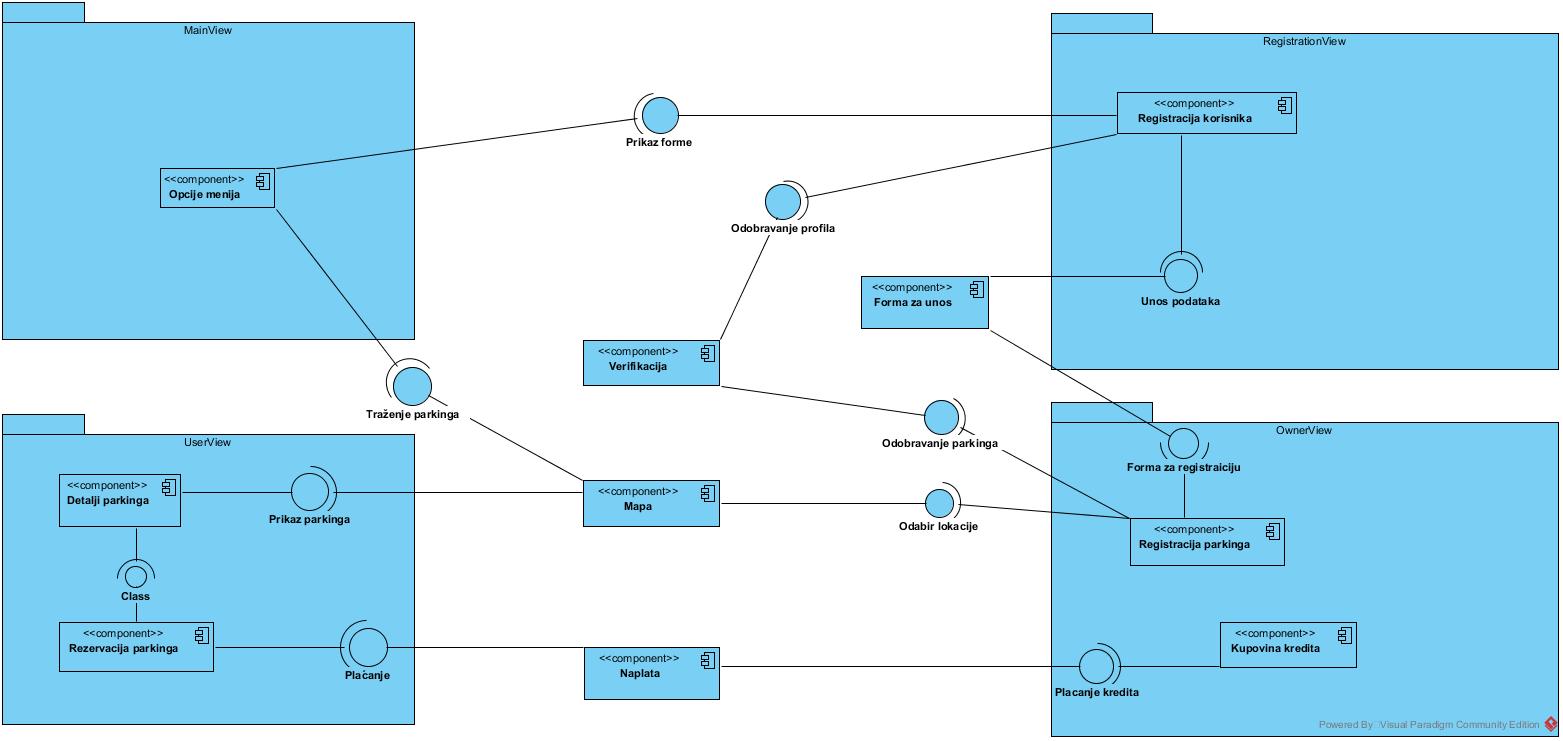 MainView
RegistrationView
<<component>>
Registracija korisnika
Prikaz forme
<<component>>
Opcije menija
Odobravanje profila
<<component>>
Forma za unos
Unos podataka
<<component>>
Verifikacija
Traženje parkinga
UserView
OwnerView
Odobravanje parkinga
Forma za registraiciju
<<component>>
Detalji parkinga
Prikaz parkinga
<<component>>
Mapa
Odabir lokacije
<<component>>
Registracija parkinga
Class
<<component>>
Rezervacija parkinga
Placanje
<<component>>
Naplata
<<component>>
Kupovina kredita
Placanje kredita
Powered By Visual Paradigm Community Edition